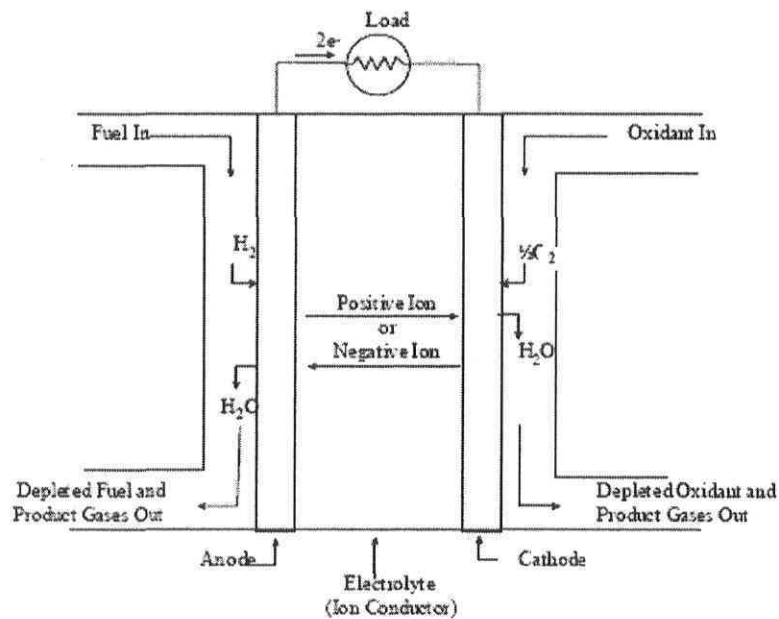 Load
2e-
Fuel In
Oxidant In
H2
½O2
Positive Ion
or
Negative Ion
H2O
H2O
Depleted Fuel and
Product Gases Out
Depleted Oxidant and
Product Gases Out
Anode
Cathode
Electrolyte
(Ion Conductor)